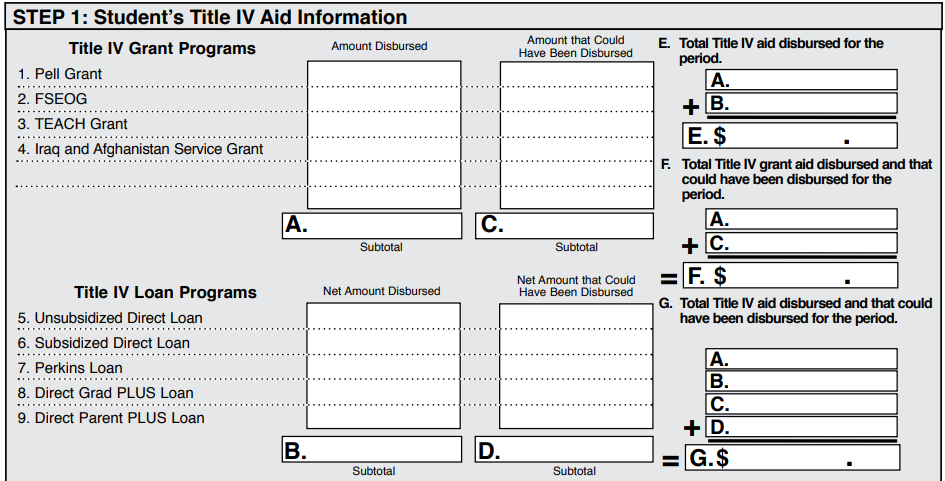 STEP 1: Student’s Title IV Aid Information
Title IV Grant Programs
Amount Disbursed
Amount that Could
Have Been Disbursed
1. Pell Grant
2. FSEOG
3. TEACH Grant
4. Iraq and Afghanistan Service Grant
A.
Subtotal
C.
Subtotal
Title IV Loan Programs
Net Amount Disbursed
Net Amount that Could
Have Been Disbursed
5. Unsubsidized Direct Loan
6. Subsidized Direct Loan
7. Perkins Loan
8. Direct Grad PLUS Loan
9. Direct Parent PLUS Loan
B.
Subtotal
D.
Subtotal
E. Total Title IV aid disbursed for the
period.
A.
+ B.
E. $ .
F. Total Title IV grant aid disbursed and that
could have been disbursed for the
period.
A.
+ C.
= F. $ .
G. Total Title IV aid disbursed and that could
have been disbursed for the period.
A.
B.
C.
+ D.
= G. $ .